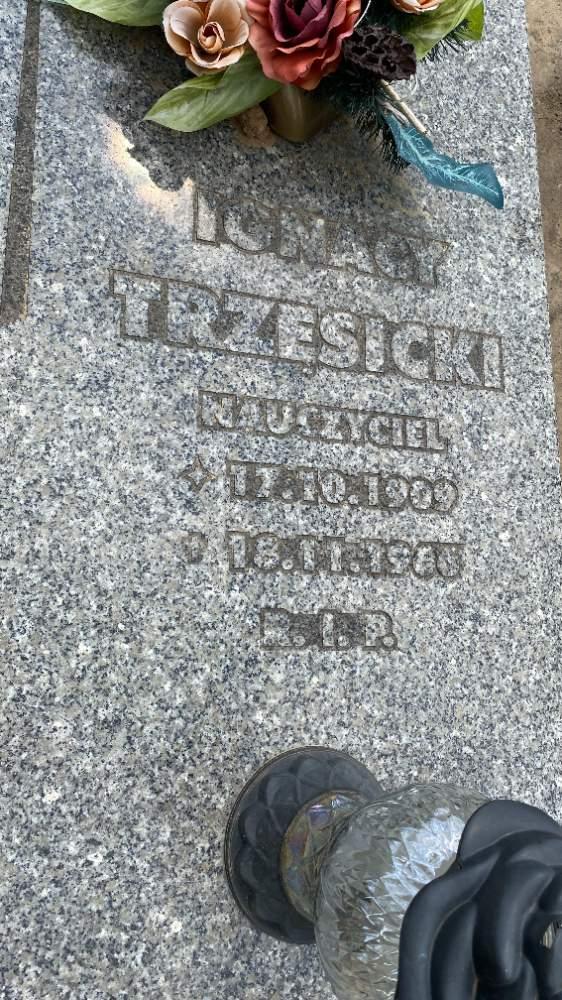 IGNACY
TRZĘSICKI
NAUCZYCIEL
17.10.1909
R. I. P.